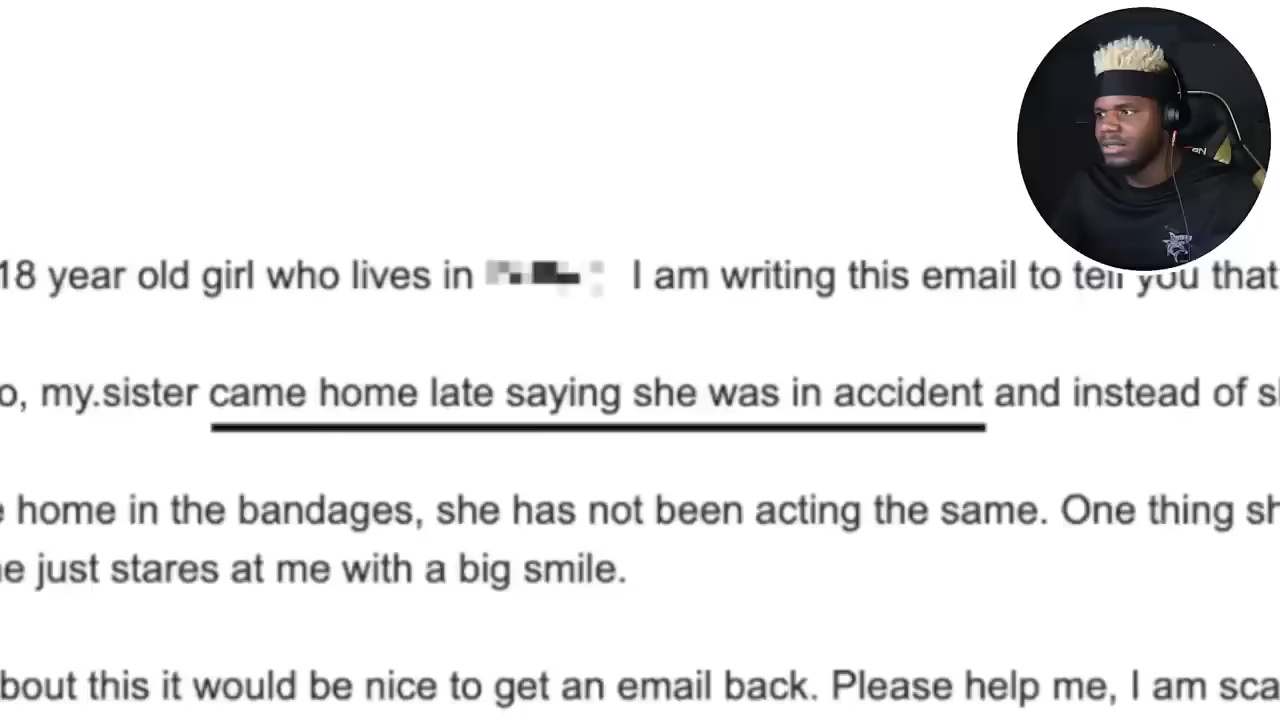 18 year old girl who lives in I am writing this email to tell you that
o, my.sister came home late saying she was in accident and instead of s
home in the bandages, she has not been acting the same. One thing sh
e just stares at me with a big smile.
bout this it would be nice to get an email back. Please help me, I am sca